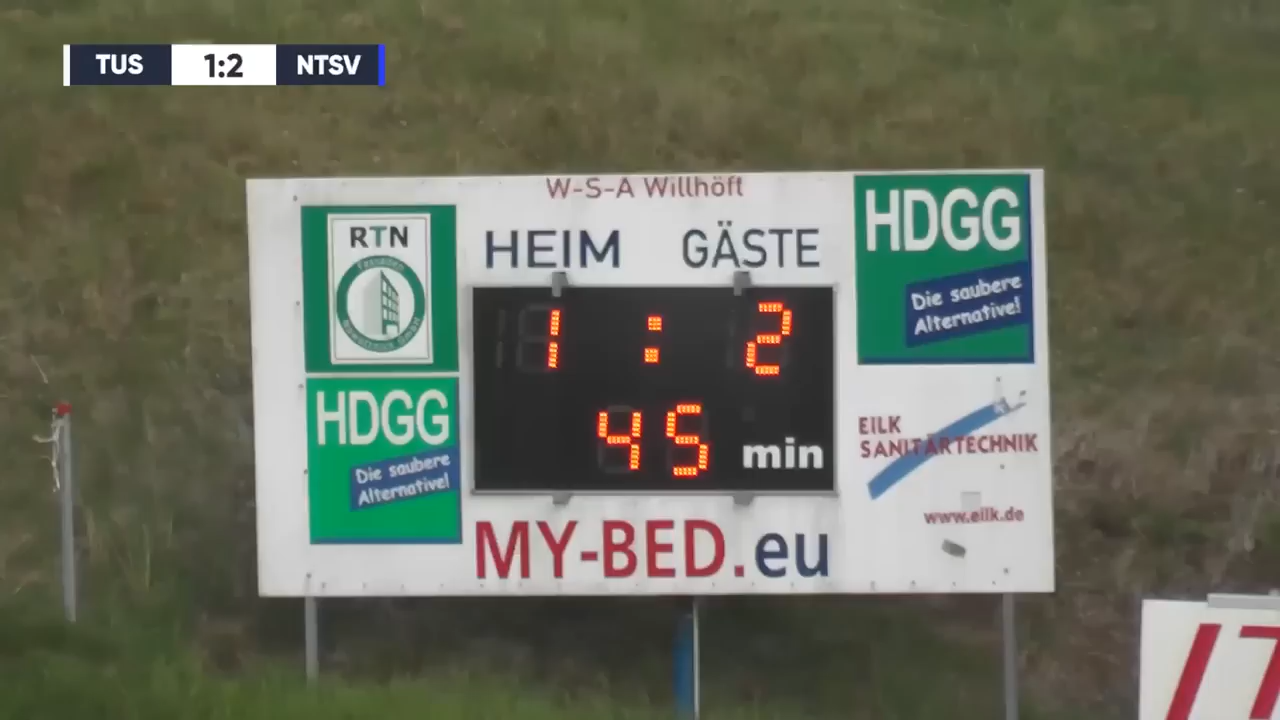 TUS 1:2 NTSV
W-S-A Willhöft
HEIM GÄSTE
RTN
HDGG
Die saubere
Alternative!
1 : 2
45 min
HDGG
Die saubere
Alternative!
EILK
SANITÄRTECHNIK
www.eilk.de
MY-BED.eu